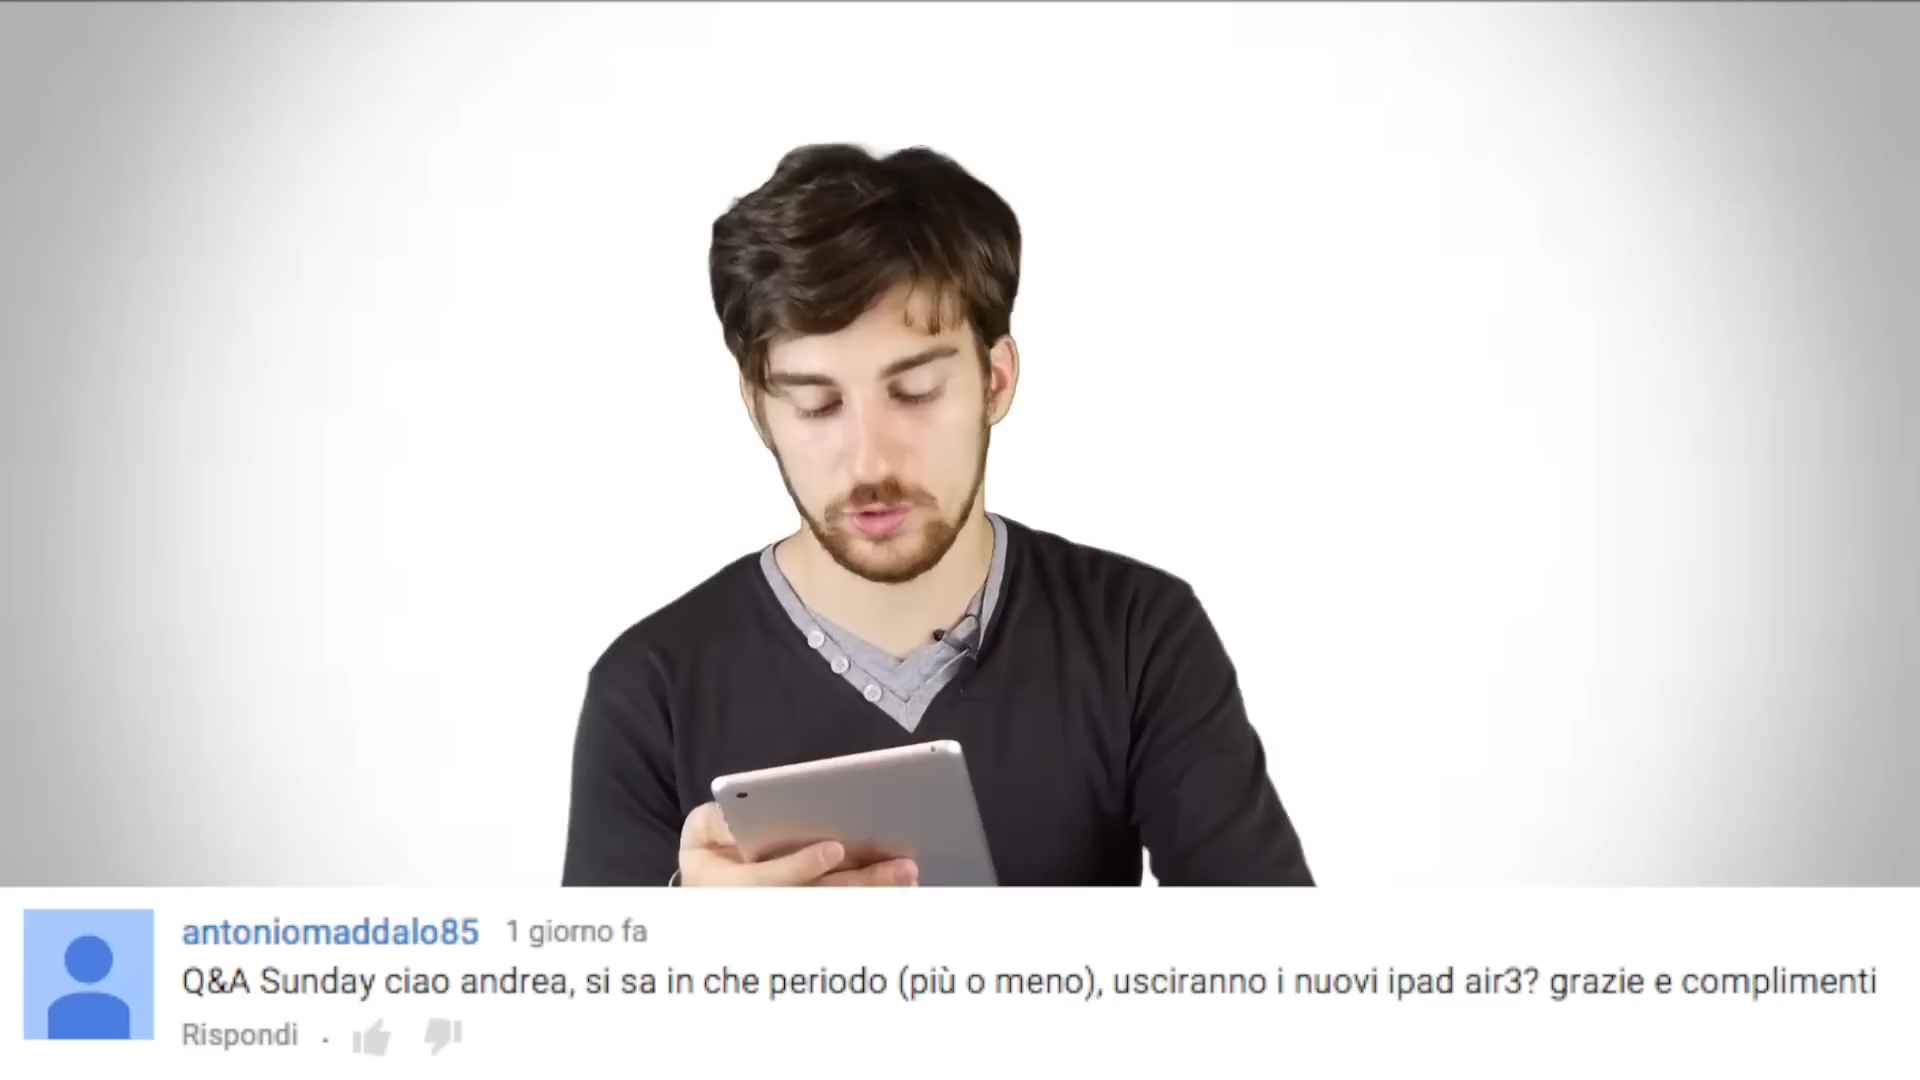 antoniomaddalo85 1 giorno fa
Q&A Sunday ciao andrea, si sa in che periodo (più o meno), usciranno i nuovi ipad air3? grazie e complimenti
Rispondi .